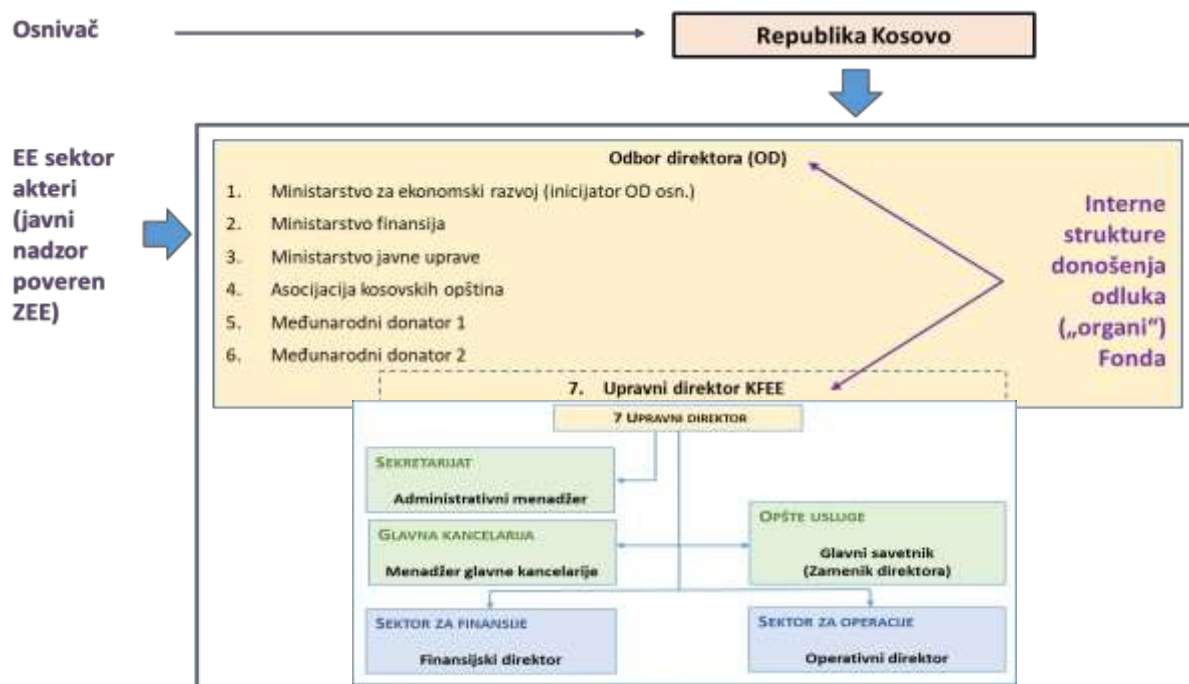 Osnivač
Republika Kosovo
EE sektor
akteri
(javni
nadzor
poveren
ZEE)
Odbor direktora (OD)
1. Ministarstvo za ekonomski razvoj (inicijator OD osn.)
2. Ministarstvo finansija
3. Ministarstvo javne uprave
4. Asocijacija kosovskih opština
5. Međunarodni donator 1
6. Međunarodni donator 2
7. Upravni direktor KFEE
Interne
strukture
donošenja
odluka
(„organi“)
Fonda
7 UPRAVNI DIREKTOR
SEKRETARIJAT
Administrativni menadžer
GLAVNA KANCELARIJA
Menadžer glavne kancelarije
OPŠTE USLUGE
Glavni savetnik
(Zamenik direktora)
SEKTOR ZA FINANSIJE
Finansijski direktor
SEKTOR ZA OPERACIJE
Operativni direktor